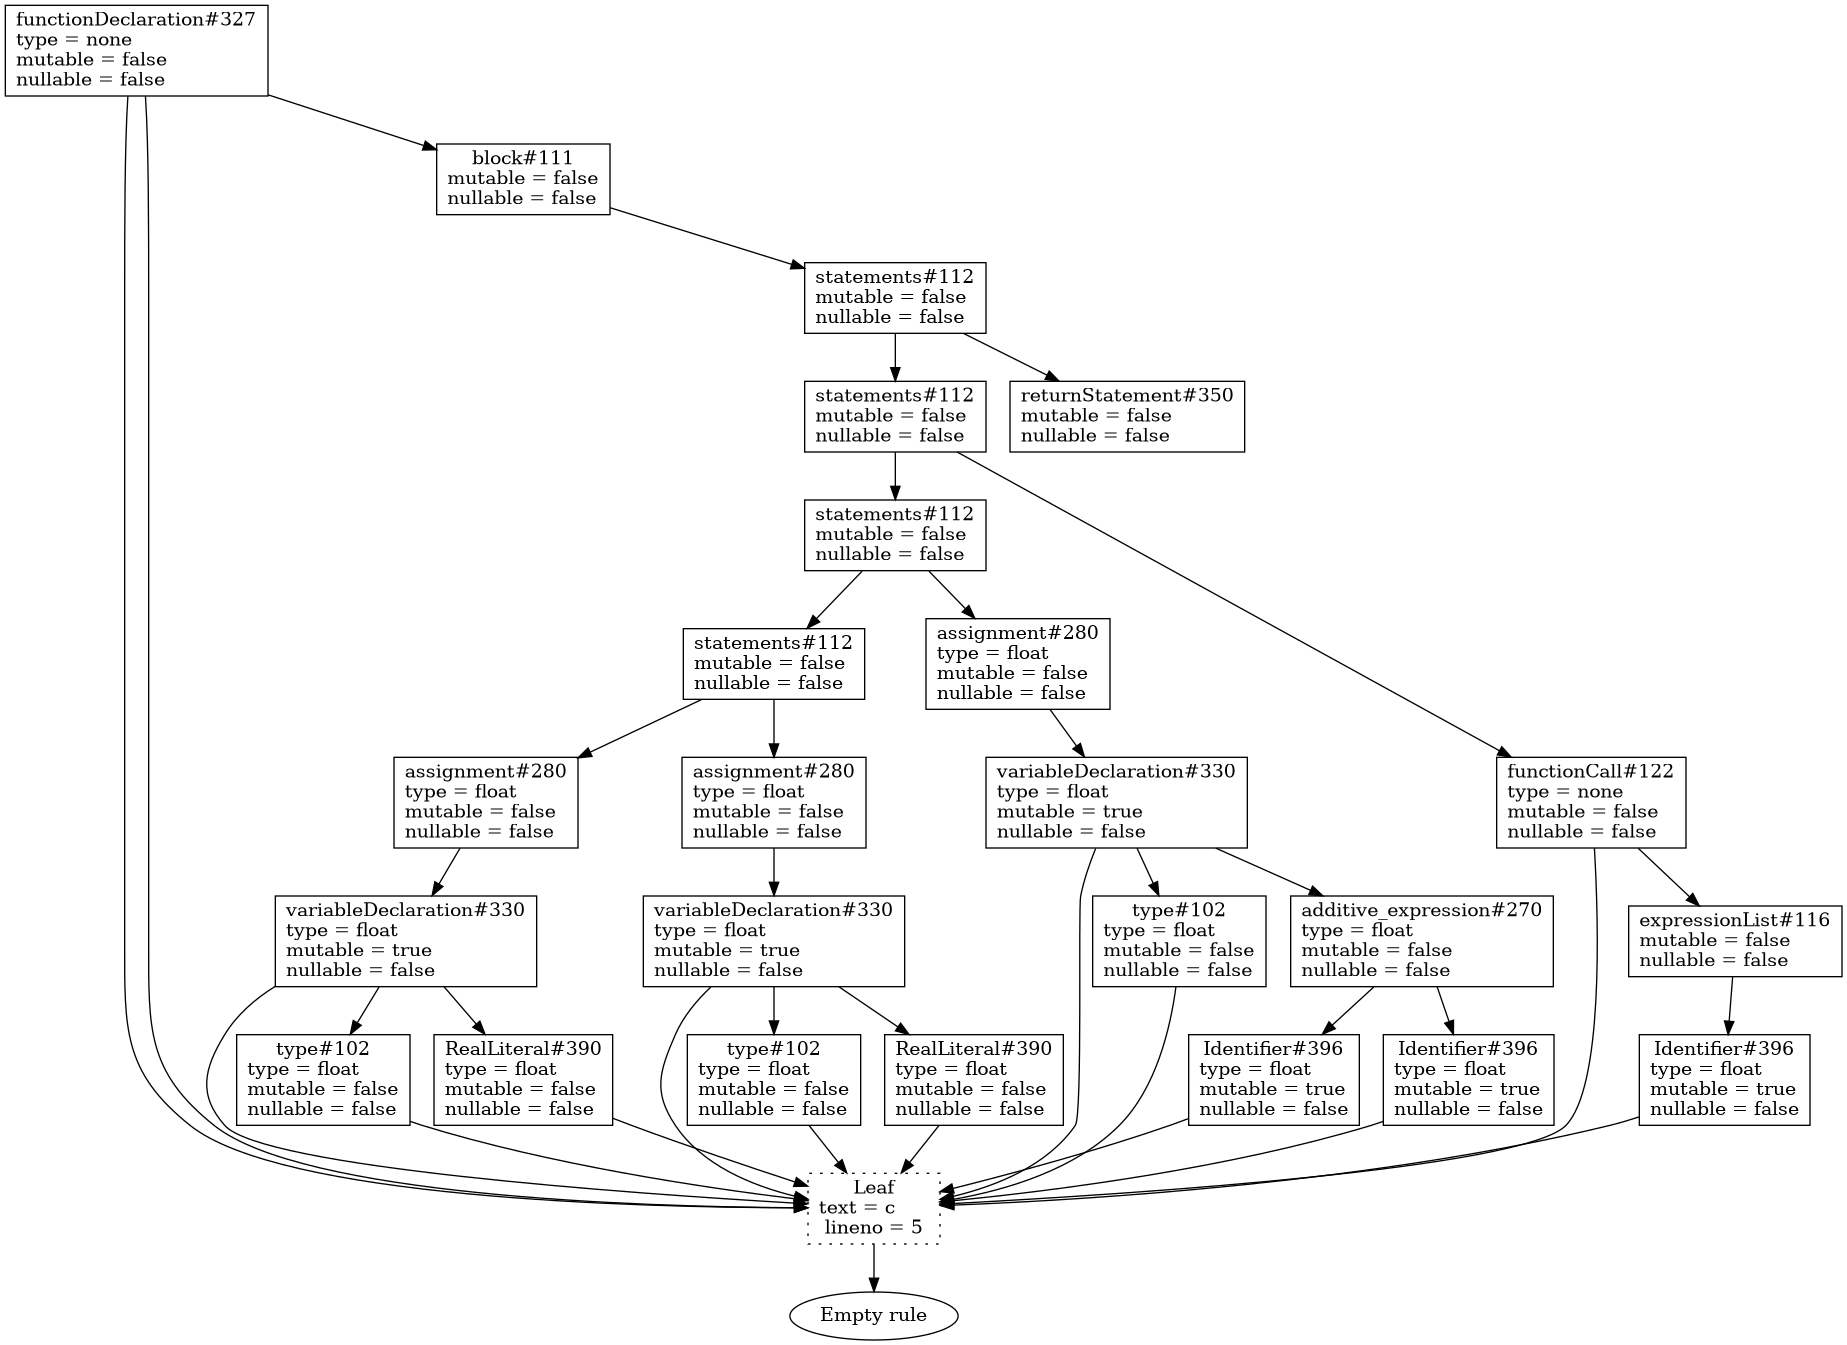 functionDeclaration#327
type = none
mutable = false
nullable = false
block#111
mutable = false
nullable = false
statements#112
mutable = false
nullable = false
statements#112
mutable = false
nullable = false
returnStatement#350
mutable = false
nullable = false
statements#112
mutable = false
nullable = false
statements#112
mutable = false
nullable = false
assignment#280
type = float
mutable = false
nullable = false
assignment#280
type = float
mutable = false
nullable = false
assignment#280
type = float
mutable = false
nullable = false
variableDeclaration#330
type = float
mutable = true
nullable = false
functionCall#122
type = none
mutable = false
nullable = false
variableDeclaration#330
type = float
mutable = true
nullable = false
variableDeclaration#330
type = float
mutable = true
nullable = false
type#102
type = float
mutable = false
nullable = false
additive_expression#270
type = float
mutable = false
nullable = false
expressionList#116
mutable = false
nullable = false
type#102
type = float
mutable = false
nullable = false
RealLiteral#390
type = float
mutable = false
nullable = false
type#102
type = float
mutable = false
nullable = false
RealLiteral#390
type = float
mutable = false
nullable = false
Identifier#396
type = float
mutable = true
nullable = false
Identifier#396
type = float
mutable = true
nullable = false
Identifier#396
type = float
mutable = true
nullable = false
Leaf
text = c
lineno = 5
Empty rule